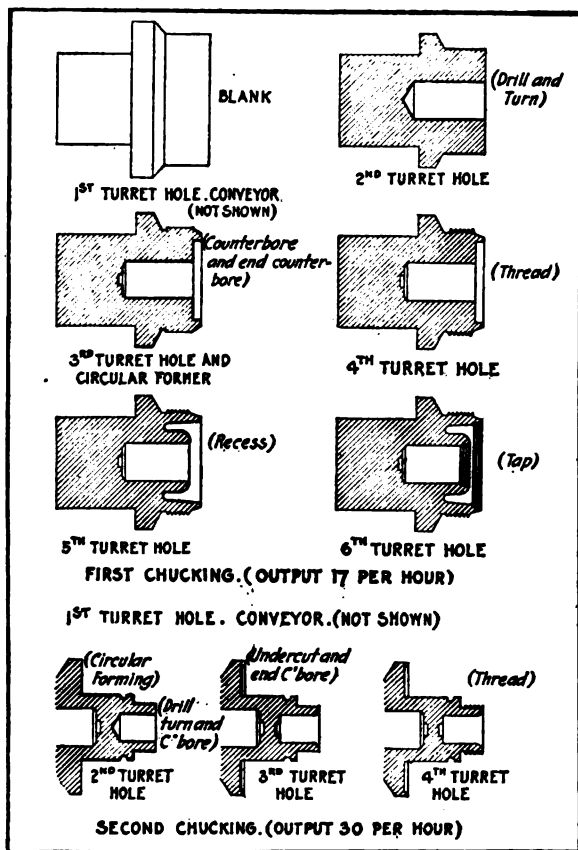 BLANK
1ST TURRET HOLE. CONVEYOR.
(NOT SHOWN)
(Drill and
Turn)
2ND TURRET HOLE
(Counterbore
and end counter-
bore)
3RD TURRET HOLE AND
CIRCULAR FORMER
(Thread)
4TH TURRET HOLE
(Recess)
5TH TURRET HOLE
(Tap)
6TH TURRET HOLE
FIRST CHUCKING. (OUTPUT 17 PER HOUR)
1ST TURRET HOLE. CONVEYOR. (NOT SHOWN)
(Circular
Forming)
(Drill
turn and
C'bore)
2ND TURRET
HOLE
(Undercut and
end C'bore)
3RD TURRET
HOLE
(Thread)
4TH TURRET
HOLE
SECOND CHUCKING. (OUTPUT 30 PER HOUR)